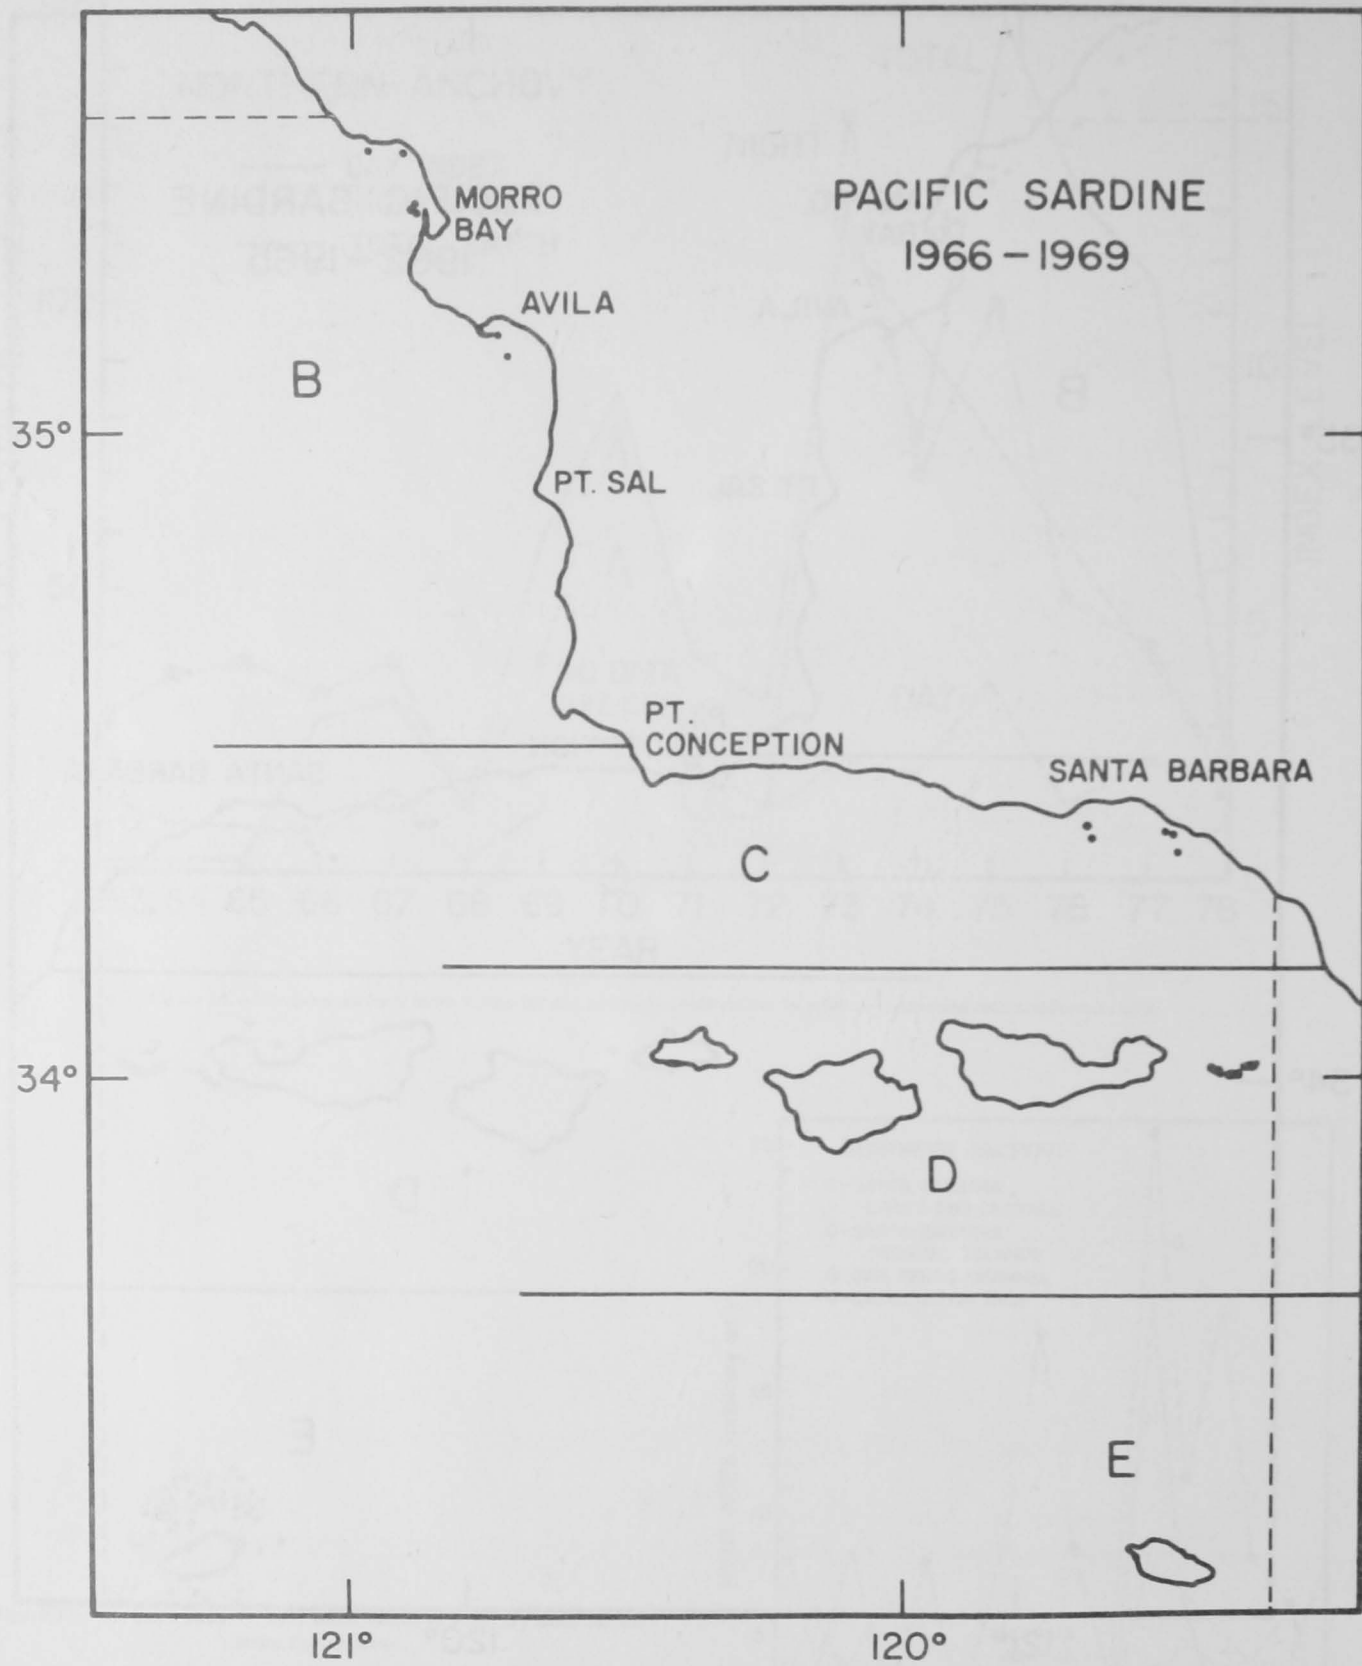 PACIFIC SARDINE
1966 – 1969
MORRO
BAY
AVILA
B
35°
PT. SAL
PT.
CONCEPTION
SANTA BARBARA
C
34°
D
E
121°
120°